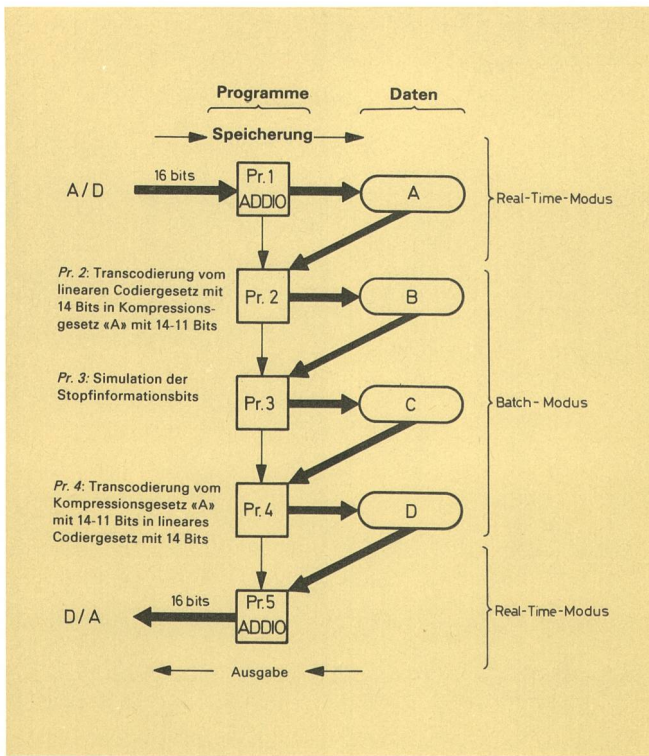 Programme Daten
Speicherung
A/D 16 bits Pr. 1 A Real-Time-Modus
ADDIO
Pr. 2: Transcodierung vom
linearen Codiergesetz mit
14 Bits in Kompressions-
gesetz «A» mit 14-11 Bits
Pr. 2 B
Pr. 3: Simulation der
Stopfinformationsbits
Pr. 3 C Batch-Modus
Pr. 4: Transcodierung vom
Kompressionsgesetz «A»
mit 14-11 Bits in lineares
Codiergesetz mit 14 Bits
Pr. 4 D
D/A 16 bits Pr. 5 Real-Time-Modus
ADDIO
Ausgabe